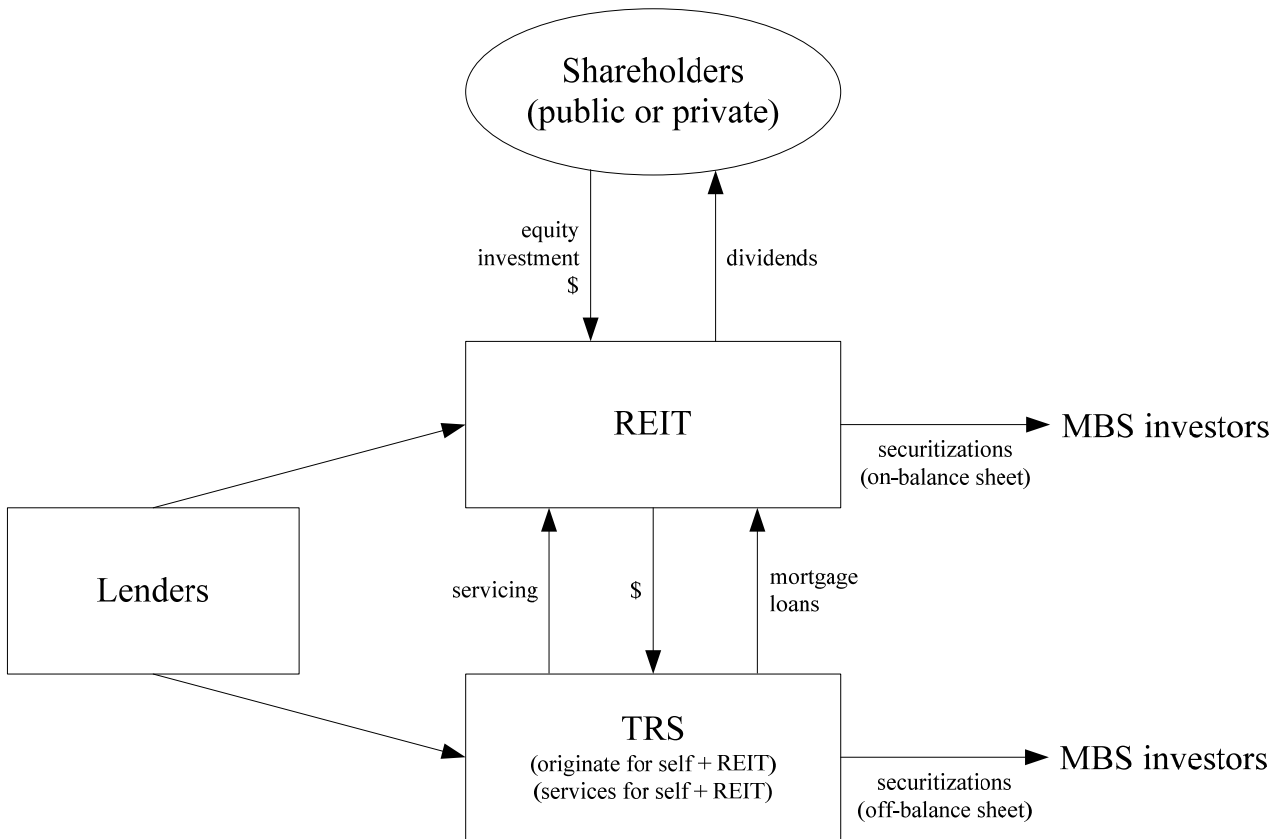 Shareholders
(public or private)
equity
investment
$
dividends
REIT
securitizations
(on-balance sheet)
MBS investors
Lenders
servicing
$
mortgage
loans
TRS
(originate for self + REIT)
(services for self + REIT)
securitizations
(off-balance sheet)
MBS investors